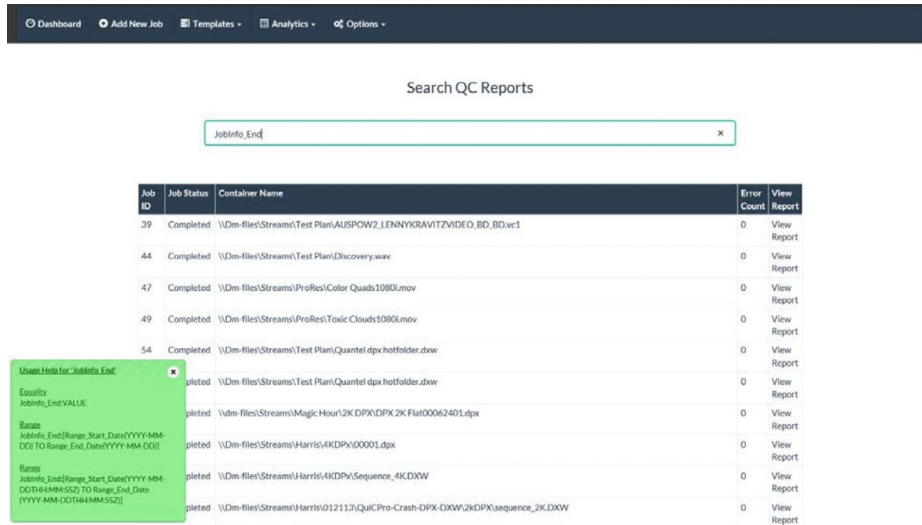 Dashboard Add New Job Templates Analytics Options
Search QC Reports
JobInfo_End ×
Job ID Job Status Container Name Error Count View Report
39 Completed \\Dm-files\Streams\Test Plan\AUSPOW2_LENNYKRAVITZVIDEO_BD_BD.vc1 0 View Report
44 Completed \\Dm-files\Streams\Test Plan\Discovery.wav 0 View Report
47 Completed \\Dm-files\Streams\ProRes\Color Quads1080i.mov 0 View Report
49 Completed \\Dm-files\Streams\ProRes\Toxic Clouds1080i.mov 0 View Report
54 Completed \\Dm-files\Streams\Test Plan\Quantel dpx hotfolder.dxw 0 View Report
pleted \\Dm-files\Streams\Test Plan\Quantel dpx hotfolder.dxw 0 View Report
pleted \\dm-files\Streams\Magic Hour\2K DPX\DPX 2K Flat00062401.dpx 0 View Report
pleted \\Dm-files\Streams\Harris\4KDPx\00001.dpx 0 View Report
pleted \\Dm-files\Streams\Harris\4KDPx\Sequence_4K.DXW 0 View Report
pleted \\Dm-files\Streams\Harris\012113\QuiCPro-Crash-DPX-DXW\2kDPX\sequence_2K.DXW 0 View Report
Usage Help for 'JobInfo_End' ×
Equality
JobInfo_End:VALUE
Range
JobInfo_End:[Range_Start_Date(YYYY-MM-
DD) TO Range_End_Date(YYYY-MM-DD)]
Range
JobInfo_End:[Range_Start_Date(YYYY-MM-
DDTHH:MM:SSZ) TO Range_End_Date
(YYYY-MM-DDTHH:MM:SSZ)]